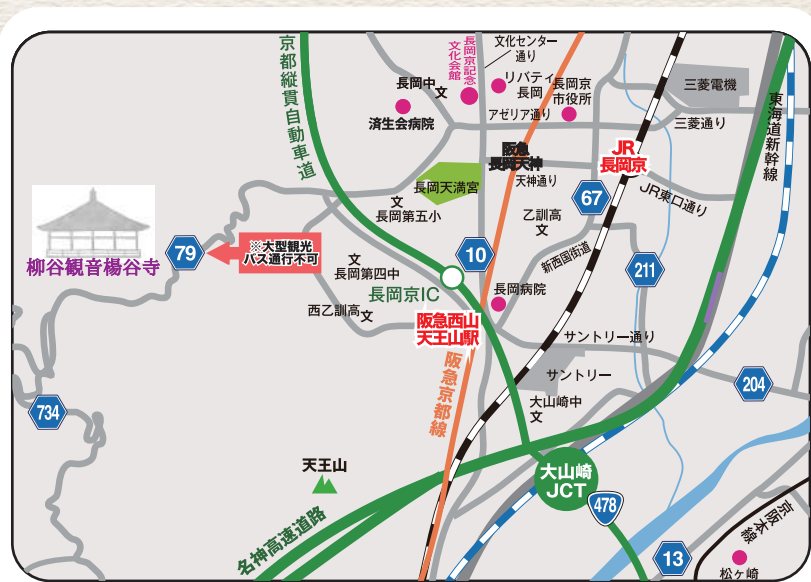 京都縦貫自動車道
長岡中
文
長岡京記念
文化会館
文化センター
通り
リバティ
長岡
長岡京
市役所
三菱電機
済生会病院
アゼリア通り
三菱通り
東海道新幹線
阪急
長岡天神
JR
長岡京
長岡天満宮
天神通り
JR東口通り
文
長岡第五小
67
乙訓高
文
柳谷観音楊谷寺
79
※大型観光
バス通行不可
文
長岡第四中
10
新西国街道
211
長岡京IC
長岡病院
西乙訓高
文
阪急西山
天王山駅
サントリー通り
阪急京都線
サントリー
204
734
大山崎中
文
天王山
大山崎
JCT
478
名神高速道路
京阪本線
13
松ヶ崎